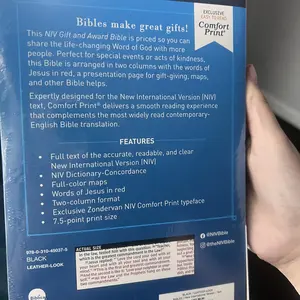 Bibles make great gifts!
This NIV Gift and Award Bible is priced so you can
share the life-changing Word of God with more
people. Perfect for special events or acts of kindness,
this Bible is arranged in two columns with the words of
Jesus in red, a presentation page for gift-giving, maps,
and other Bible helps.
Expertly designed for the New International Version (NIV)
text, Comfort Print® delivers a smooth reading experience
that complements the most widely read contemporary-
English Bible translation.
EXCLUSIVE
EASY-TO-READ
Comfort
Print®
FEATURES
• Full text of the accurate, readable, and clear
New International Version (NIV)
• NIV Dictionary-Concordance
• Full-color maps
• Words of Jesus in red
• Two-column format
• Exclusive Zondervan NIV Comfort Print typeface
• 7.5-point print size
BLACK
LEATHER-LOOK
ACTUAL SIZE
@NIVBible
@theNIVBible